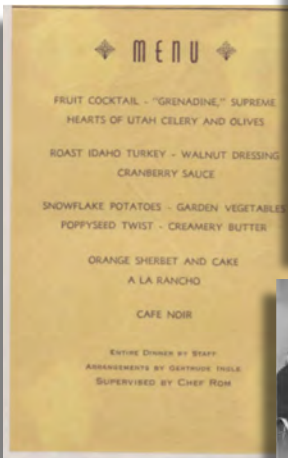 MENU
FRUIT COCKTAIL - "GRENADINE," SUPREME
HEARTS OF UTAH CELERY AND OLIVES
ROAST IDAHO TURKEY - WALNUT DRESSING
CRANBERRY SAUCE
SNOWFLAKE POTATOES - GARDEN VEGETABLES
POPPYSEED TWIST - CREAMERY BUTTER
ORANGE SHERBET AND CAKE
A LA RANCHO
CAFE NOIR
ENTIRE DINNER BY STAFF
ARRANGEMENTS BY GERTRUDE INGLE
SUPERVISED BY CHEF ROM